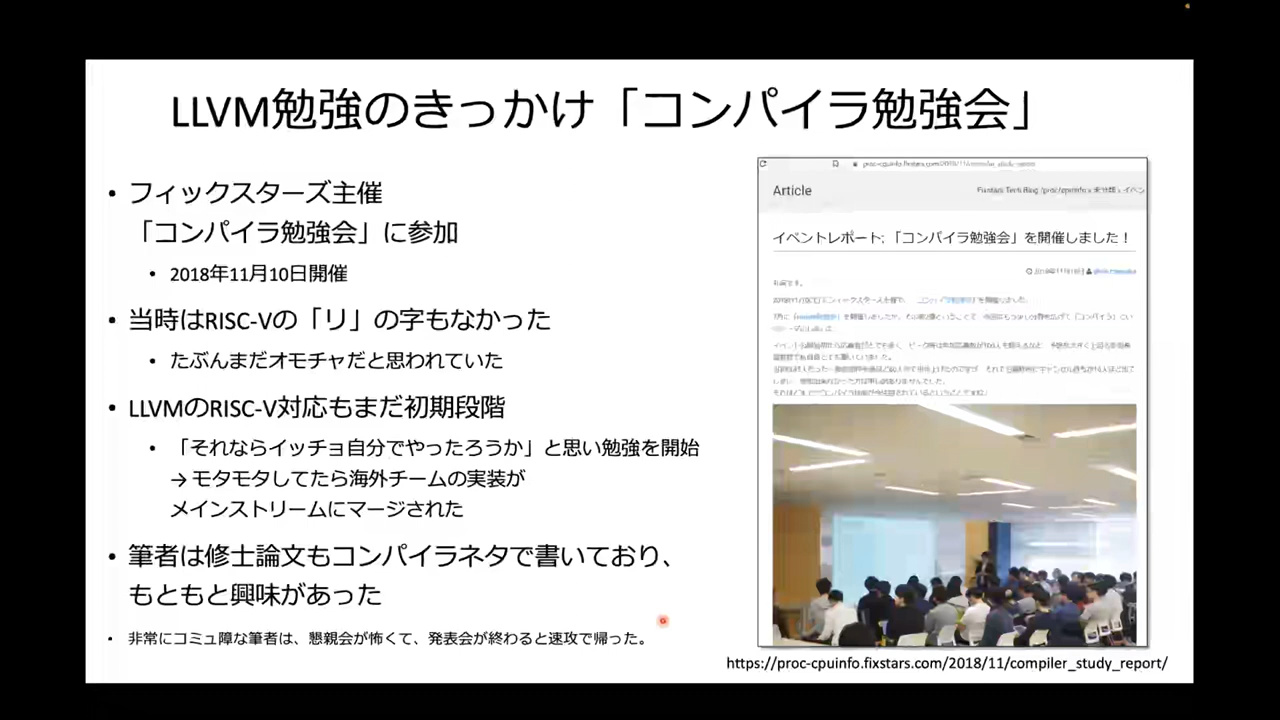 LLVM勉強のきっかけ「コンパイラ勉強会」
• フィックスターズ主催
「コンパイラ勉強会」に参加
• 2018年11月10日開催
• 当時はRISC-Vの「リ」の字もなかった
• たぶんまだオモチャだと思われていた
• LLVMのRISC-V対応もまだ初期段階
• 「それならイッチョ自分でやったろうか」と思い勉強を開始
→ モタモタしてたら海外チームの実装が
メインストリームにマージされた
• 筆者は修士論文もコンパイラネタで書いており、
もともと興味があった
• 非常にコミュ障な筆者は、懇親会が怖くて、発表会が終わると速攻で帰った。
proc-cpuinfo.fixstars.com/2018/11/compiler_study_report
Article
Fixstars Tech Blog /proc/cpuinfo
イベントレポート: 「コンパイラ勉強会」を開催しました！
https://proc-cpuinfo.fixstars.com/2018/11/compiler_study_report/